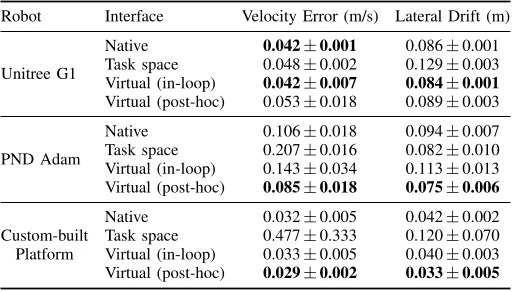 Robot Interface Velocity Error (m/s) Lateral Drift (m)
Unitree G1
Native 0.042 ± 0.001 0.086 ± 0.001
Task space 0.048 ± 0.002 0.129 ± 0.003
Virtual (in-loop) 0.042 ± 0.007 0.084 ± 0.001
Virtual (post-hoc) 0.053 ± 0.018 0.089 ± 0.003
PND Adam
Native 0.106 ± 0.018 0.094 ± 0.007
Task space 0.207 ± 0.016 0.082 ± 0.010
Virtual (in-loop) 0.143 ± 0.034 0.113 ± 0.013
Virtual (post-hoc) 0.085 ± 0.018 0.075 ± 0.006
Custom-built
Platform
Native 0.032 ± 0.005 0.042 ± 0.002
Task space 0.477 ± 0.333 0.120 ± 0.070
Virtual (in-loop) 0.033 ± 0.005 0.040 ± 0.003
Virtual (post-hoc) 0.029 ± 0.002 0.033 ± 0.005